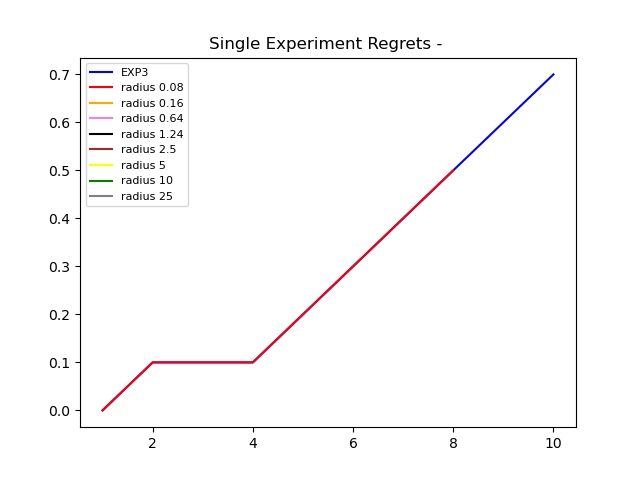 Single Experiment Regrets -
EXP3
radius 0.08
radius 0.16
radius 0.64
radius 1.24
radius 2.5
radius 5
radius 10
radius 25
0.7
0.6
0.5
0.4
0.3
0.2
0.1
0.0
2 4 6 8 10